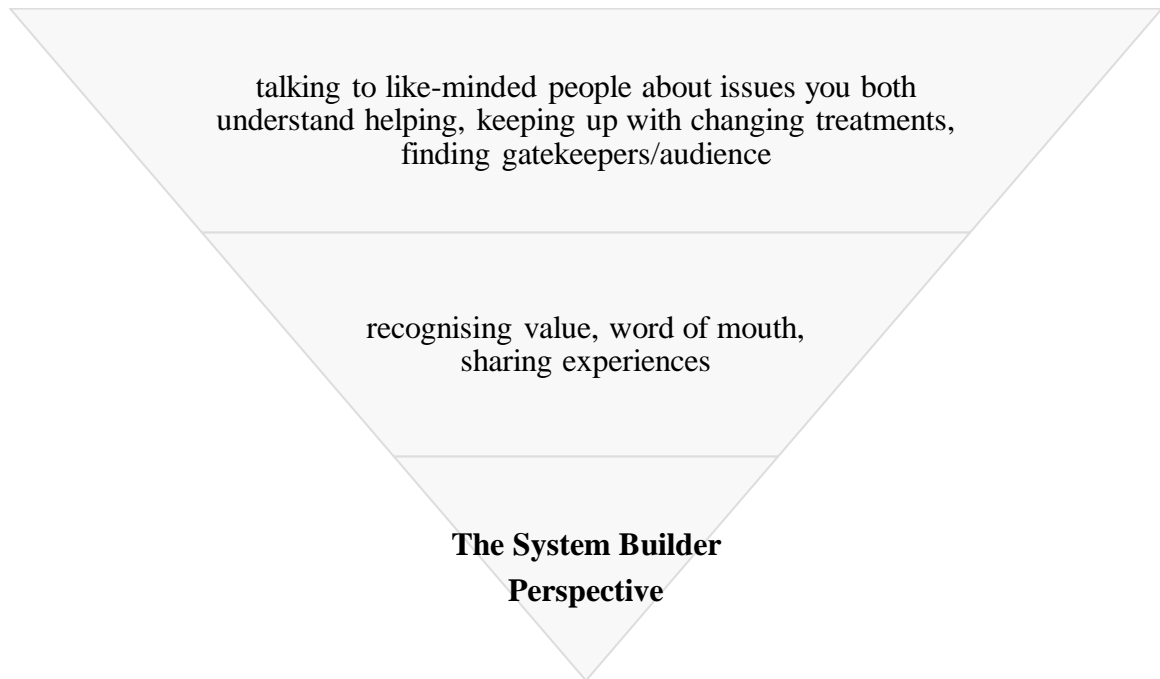 talking to like-minded people about issues you both
understand helping, keeping up with changing treatments,
finding gatekeepers/audience
recognising value, word of mouth,
sharing experiences
The System Builder
Perspective